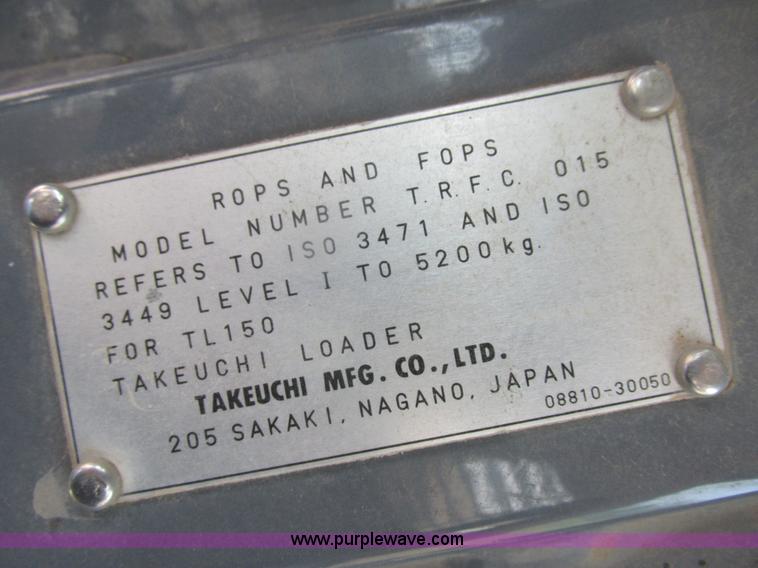 ROPS AND FOPS
MODEL NUMBER T.R.F.C. 015
REFERS TO ISO 3471 AND ISO
3449 LEVEL I TO 5200kg.
FOR TL150
TAKEUCHI LOADER
TAKEUCHI MFG. CO., LTD.
205 SAKAKI, NAGANO, JAPAN
08810-30050
www.purplewave.com